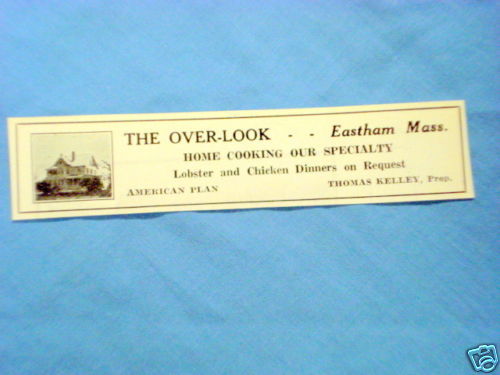 THE OVER-LOOK - - Eastham Mass.
HOME COOKING OUR SPECIALTY
Lobster and Chicken Dinners on Request
AMERICAN PLAN THOMAS KELLEY, Prop.